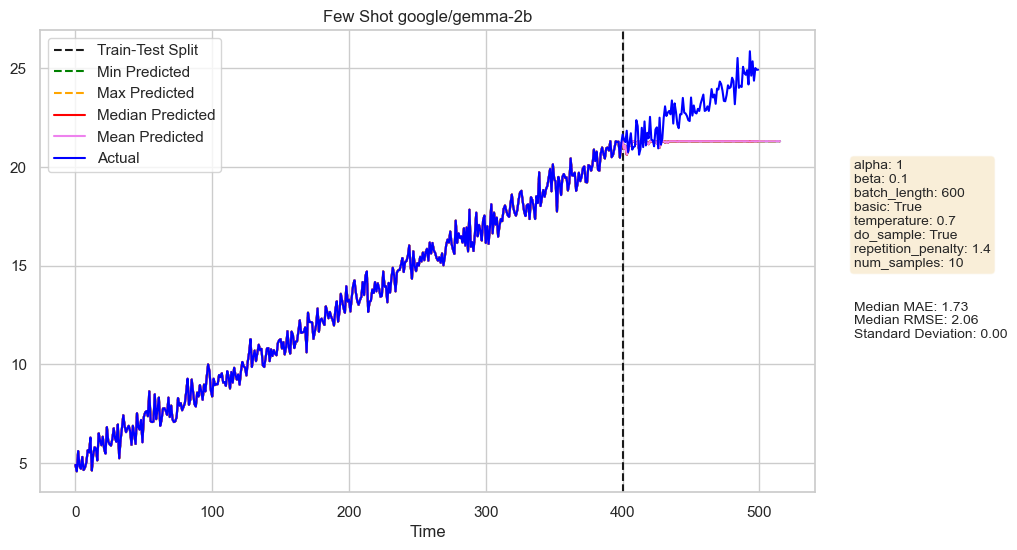 Few Shot google/gemma-2b
Train-Test Split
Min Predicted
Max Predicted
Median Predicted
Mean Predicted
Actual
25
20
15
10
5
0
100
200
300
400
500
Time
alpha: 1
beta: 0.1
batch_length: 600
basic: True
temperature: 0.7
do_sample: True
repetition_penalty: 1.4
num_samples: 10
Median MAE: 1.73
Median RMSE: 2.06
Standard Deviation: 0.00